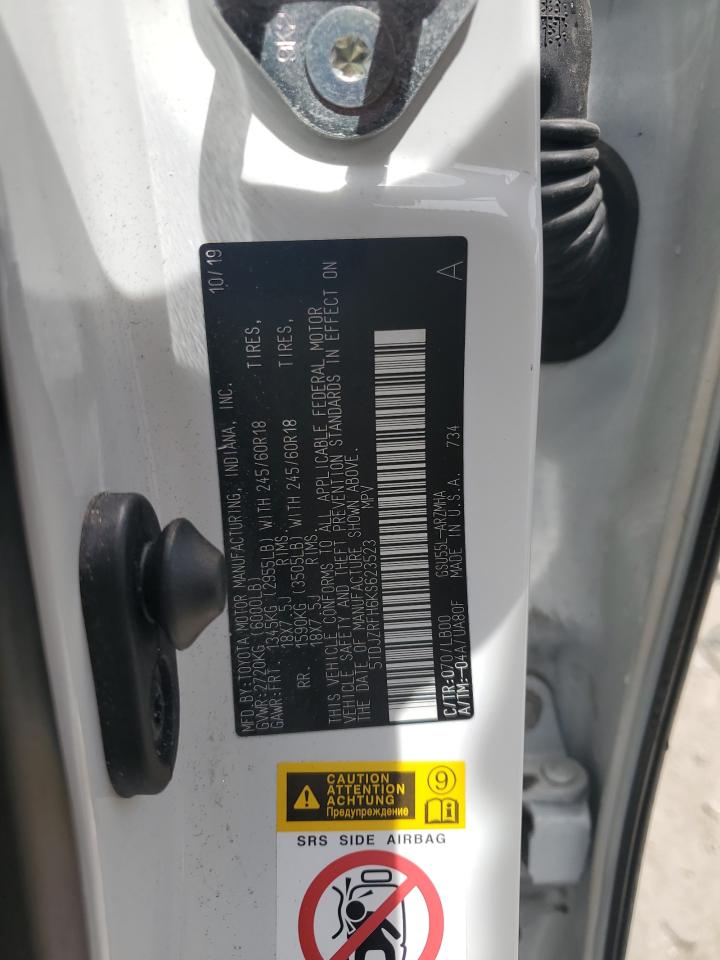 9K2
MFD.BY:TOYOTA MOTOR MANUFACTURING, INDIANA, INC. 10/19
GVWR:2720KG (6000LB)
GAWR:FRT. 1343KG (2955LB) WITH 245/60R18 TIRES,
18X7.5J RIMS.
RR. 1590KG (3505LB) WITH 245/60R18 TIRES,
18X7.5J RIMS
THIS VEHICLE CONFORMS TO ALL APPLICABLE FEDERAL MOTOR
VEHICLE SAFETY AND THEFT PREVENTION STANDARDS IN EFFECT ON
THE DATE OF MANUFACTURE SHOWN ABOVE.
5TDJZRFH6KS623523 MPV
A
C/TR:070/LB00 GSU55L-ARZMHA
A/TM:-04A/UA80F MADE IN U.S.A. 734
CAUTION
ATTENTION
ACHTUNG
Предупреждение
9
SRS SIDE AIRBAG